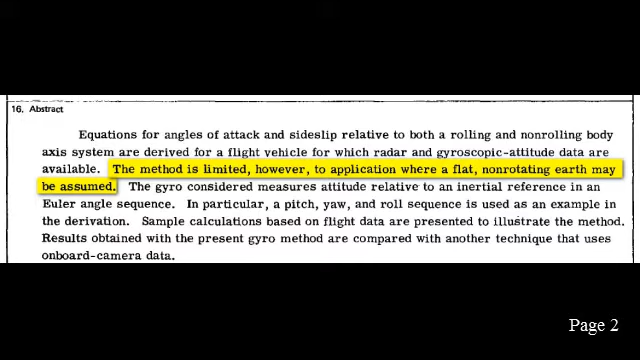 16. Abstract
Equations for angles of attack and sideslip relative to both a rolling and nonrolling body
axis system are derived for a flight vehicle for which radar and gyroscopic-attitude data are
available. The method is limited, however, to application where a flat, nonrotating earth may
be assumed. The gyro considered measures attitude relative to an inertial reference in an
Euler angle sequence. In particular, a pitch, yaw, and roll sequence is used as an example in
the derivation. Sample calculations based on flight data are presented to illustrate the method.
Results obtained with the present gyro method are compared with another technique that uses
onboard-camera data.
Page 2